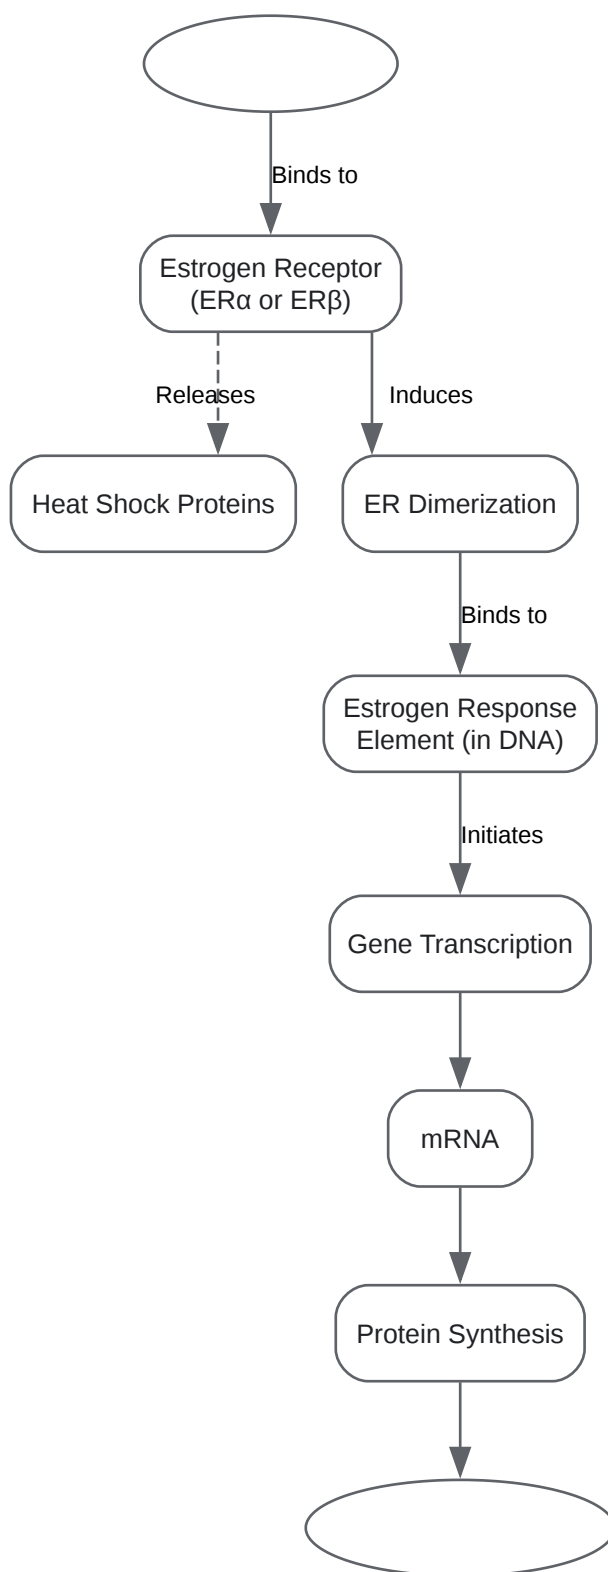 Binds to
Estrogen Receptor
(ERα or ERβ)
Releases
Induces
Heat Shock Proteins
ER Dimerization
Binds to
Estrogen Response
Element (in DNA)
Initiates
Gene Transcription
mRNA
Protein Synthesis